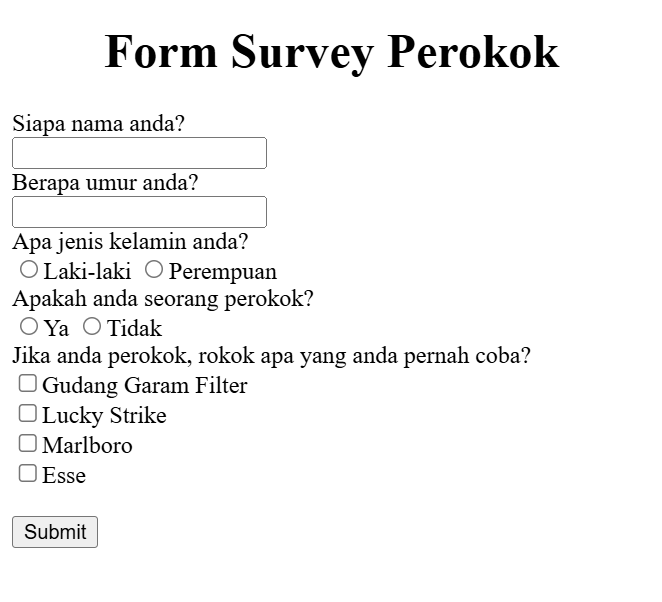 Form Survey Perokok
Siapa nama anda?
Berapa umur anda?
Apa jenis kelamin anda?
Laki-laki Perempuan
Apakah anda seorang perokok?
Ya Tidak
Jika anda perokok, rokok apa yang anda pernah coba?
Gudang Garam Filter
Lucky Strike
Marlboro
Esse
Submit